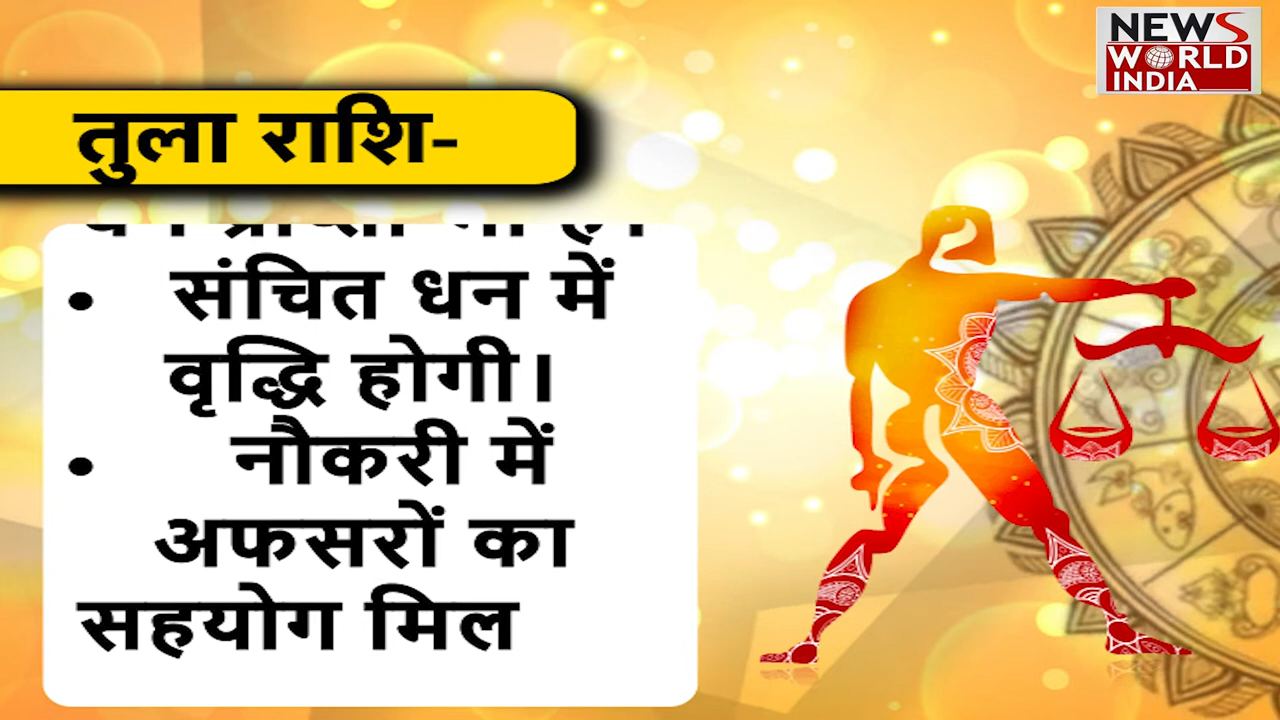 NEWS
WORLD
INDIA
तुला राशि-
• संचित धन में
वृद्धि होगी।
• नौकरी में
अफसरों का
सहयोग मिल